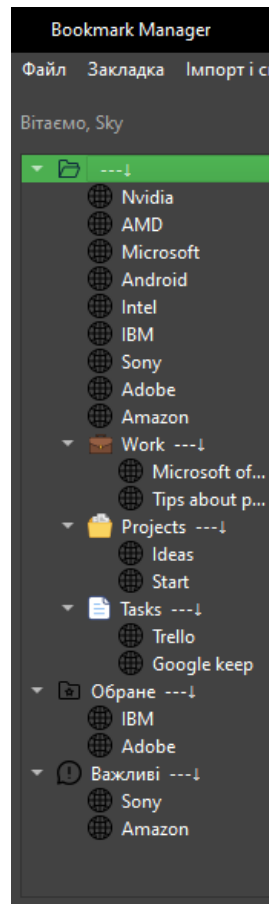 Bookmark Manager
Файл Закладка Імпорт і
Вітаємо, Sky
---↓
Nvidia
AMD
Microsoft
Android
Intel
IBM
Sony
Adobe
Amazon
Work ---↓
Microsoft of...
Tips about p...
Projects ---↓
Ideas
Start
Tasks ---↓
Trello
Google keep
Обране ---↓
IBM
Adobe
Важливі ---↓
Sony
Amazon